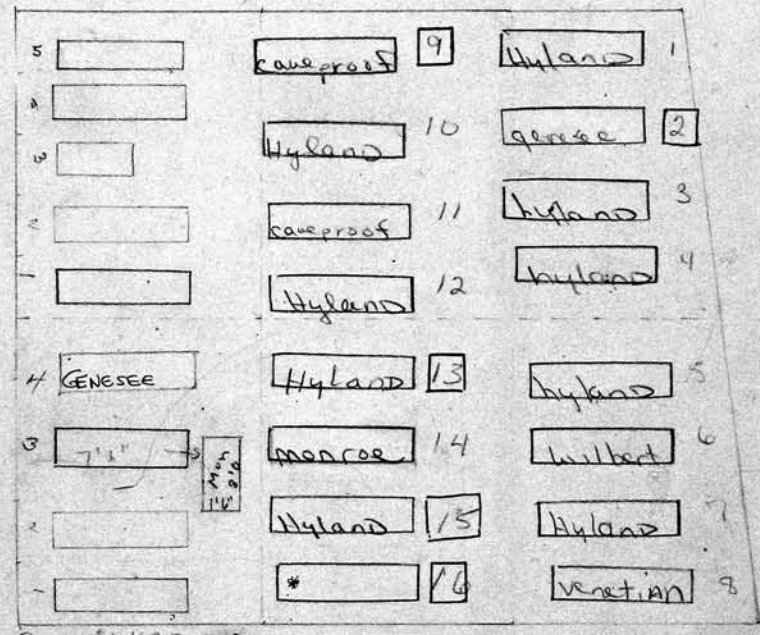 5 caveproof 9 Hyland 1
4 Hyland 10 genesee 2
3 hyland 3
2 caveproof 11 hyland 4
1 Hyland 12
4 GENESEE Hyland 13 hyland 5
3 7'6" monroe 14 wilbert 6
2 Hyland 15 Hyland 7
1 * 16 venetian 8